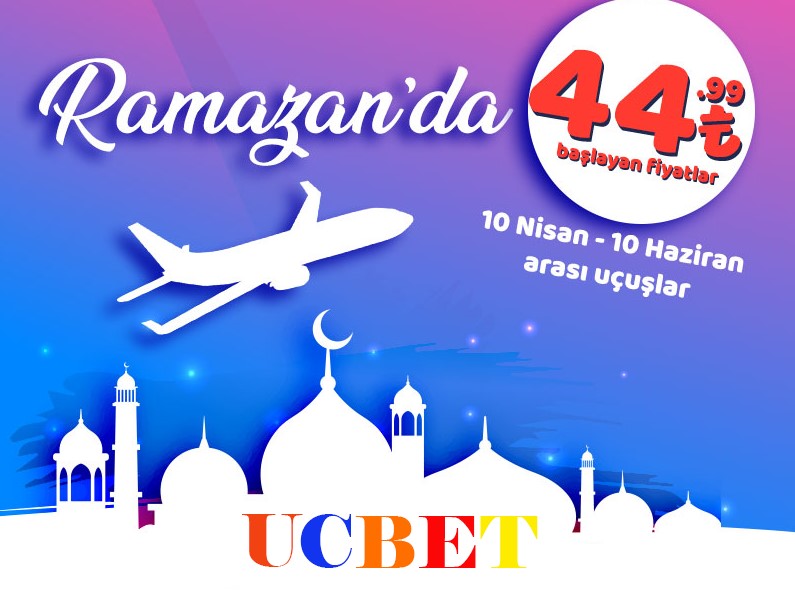 Ramazan'da
44.99 ₺
başlayan fiyatlar
10 Nisan - 10 Haziran
arası uçuşlar
UCBET